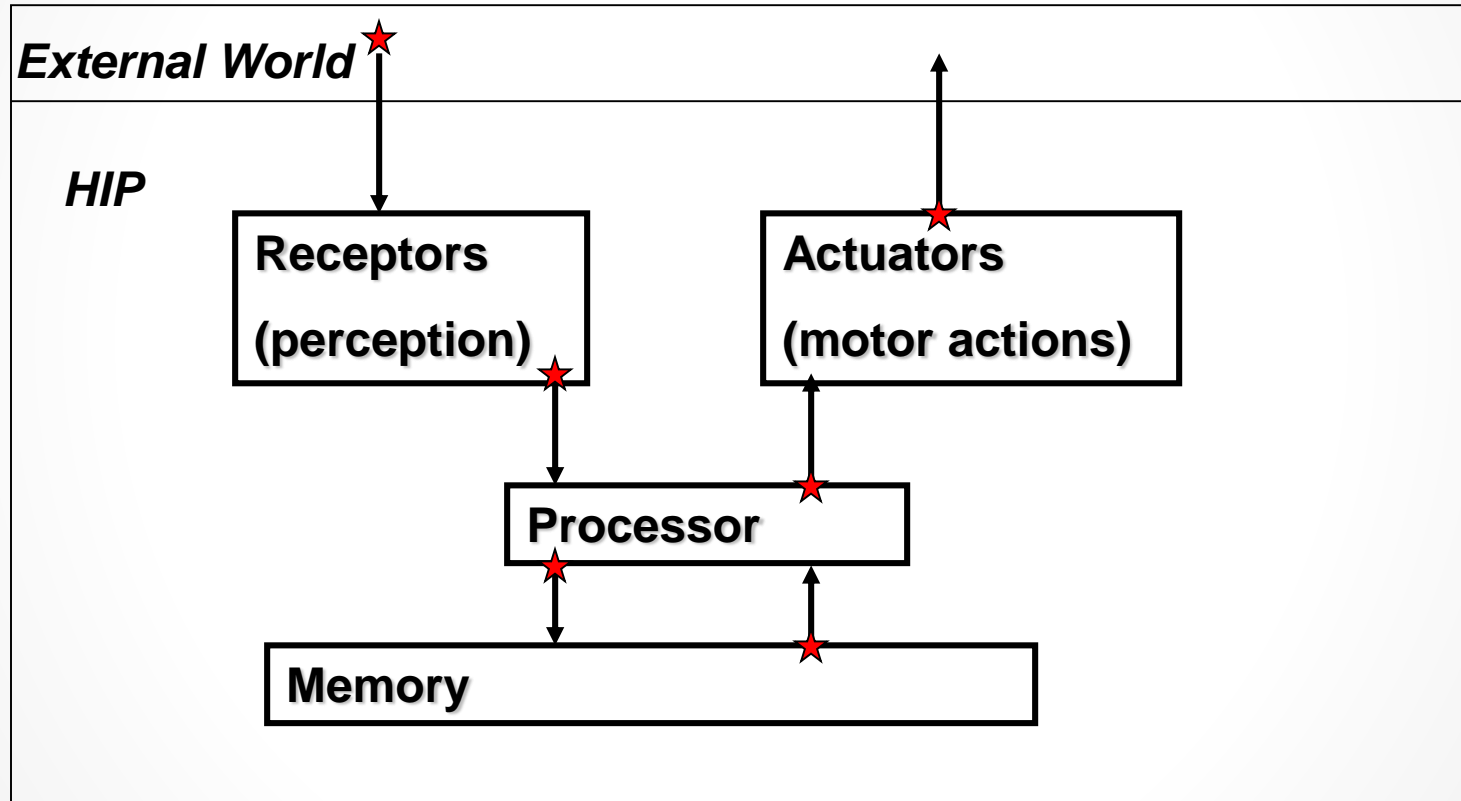 External World
HIP
Receptors
(perception)
Actuators
(motor actions)
Processor
Memory